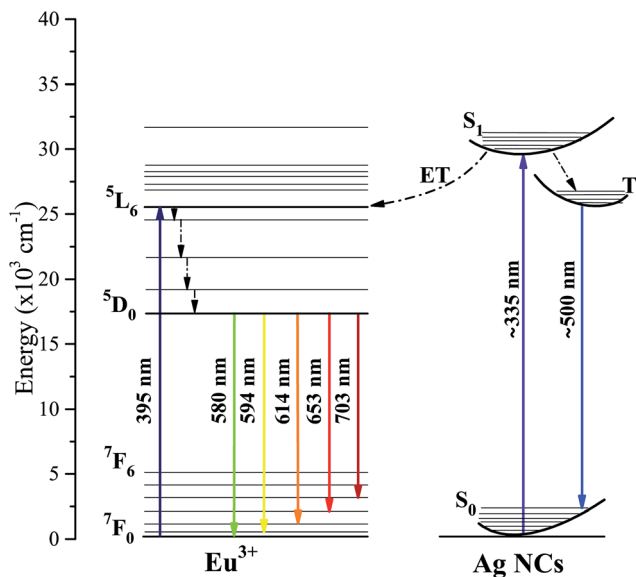 Energy (x10³ cm⁻¹)
40
35
30
25
20
15
10
5
0
⁵L₆
⁵D₀
⁷F₆
⁷F₀
395 nm
580 nm
594 nm
614 nm
653 nm
703 nm
Eu³⁺
ET
S₁
T
~335 nm
~500 nm
S₀
Ag NCs